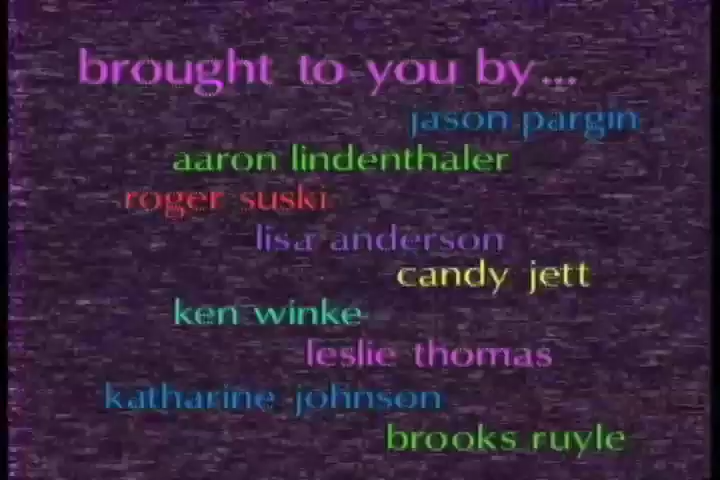 brought to you by...
jason pargin
aaron lindenthaler
roger suski
lisa anderson
candy jett
ken winke
leslie thomas
katharine johnson
brooks ruyle